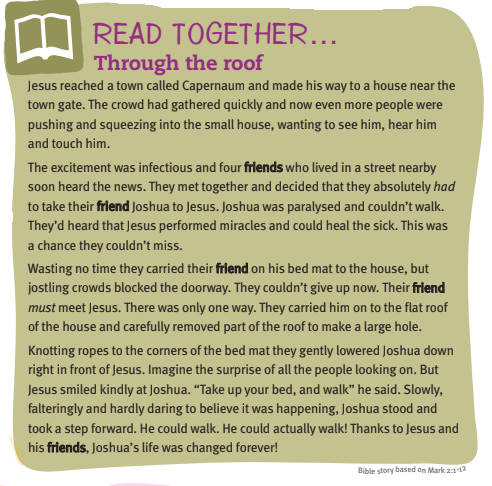 READ TOGETHER...
Through the roof
Jesus reached a town called Capernaum and made his way to a house near the
town gate. The crowd had gathered quickly and now even more people were
pushing and squeezing into the small house, wanting to see him, hear him
and touch him.
The excitement was infectious and four friends who lived in a street nearby
soon heard the news. They met together and decided that they absolutely had
to take their friend Joshua to Jesus. Joshua was paralysed and couldn't walk.
They'd heard that Jesus performed miracles and could heal the sick. This was
a chance they couldn't miss.
Wasting no time they carried their friend on his bed mat to the house, but
jostling crowds blocked the doorway. They couldn't give up now. Their friend
must meet Jesus. There was only one way. They carried him on to the flat roof
of the house and carefully removed part of the roof to make a large hole.
Knotting ropes to the corners of the bed mat they gently lowered Joshua down
right in front of Jesus. Imagine the surprise of all the people looking on. But
Jesus smiled kindly at Joshua. “Take up your bed, and walk” he said. Slowly,
falteringly and hardly daring to believe it was happening, Joshua stood and
took a step forward. He could walk. He could actually walk! Thanks to Jesus and
his friends, Joshua's life was changed forever!
Bible story based on Mark 2:1-12